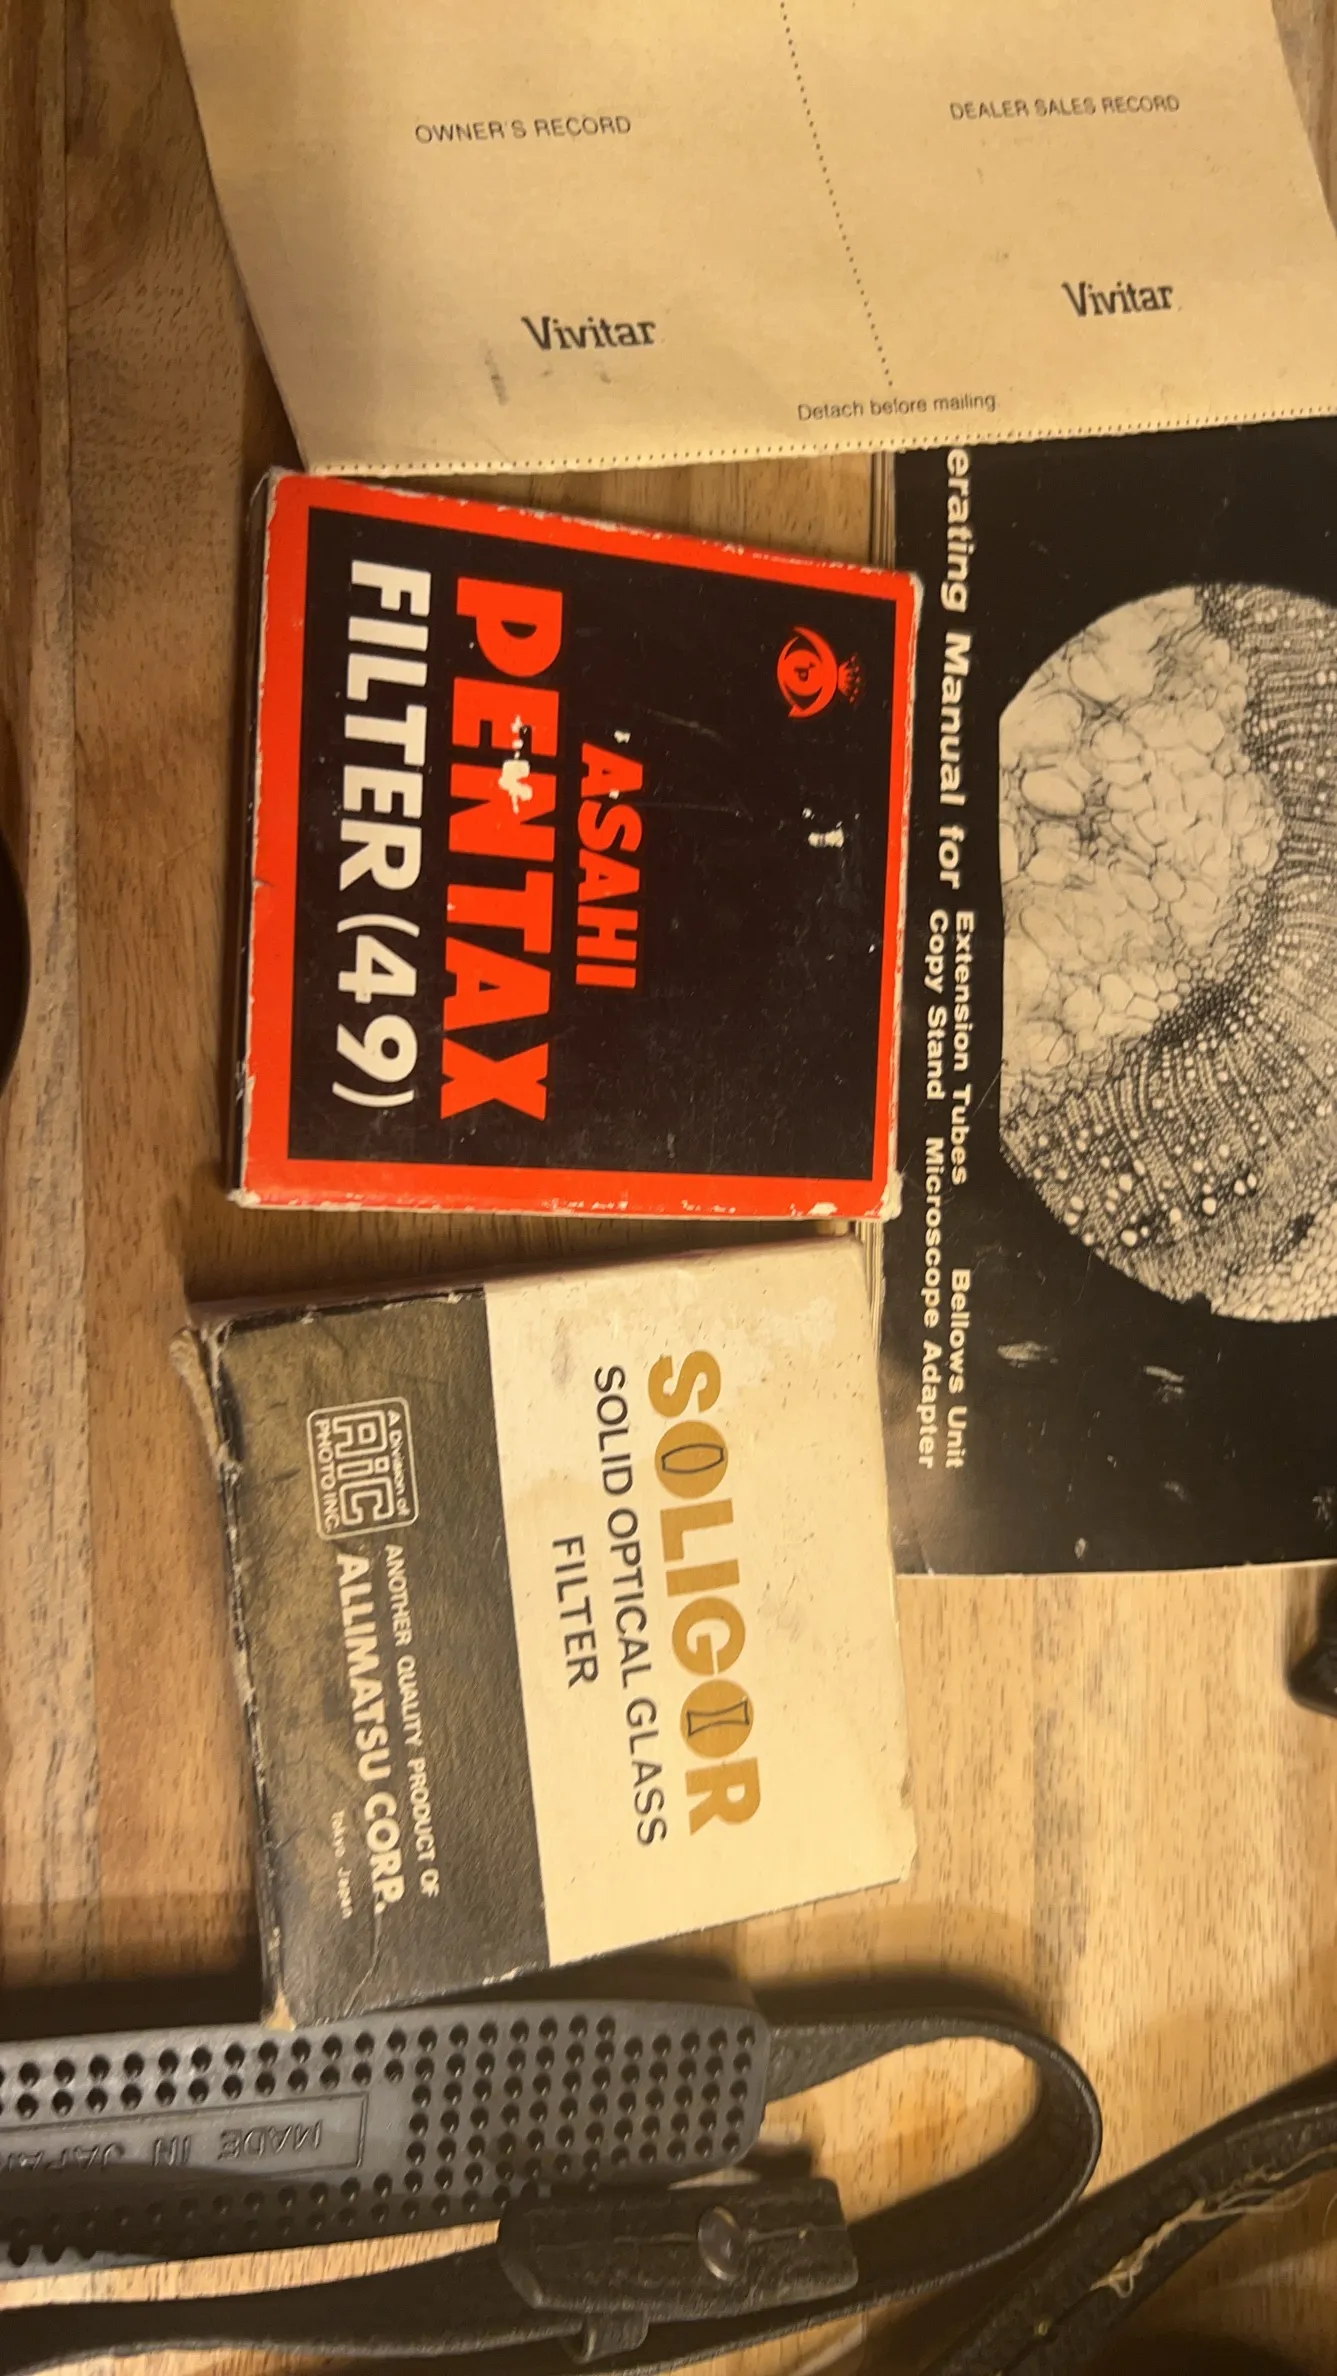 OWNER'S RECORD
DEALER SALES RECORD
Vivitar
Vivitar
Detach before mailing.
erating Manual for Extension Tubes Bellows Unit
Copy Stand Microscope Adapter
ASAHI
PENTAX
FILTER (49)
SOLIGOR
SOLID OPTICAL GLASS
FILTER
A Division of
AiC
PHOTO INC.
ANOTHER QUALITY PRODUCT OF
ALLIMATSU CORP.
Tokyo Japan
MADE IN JAPAN